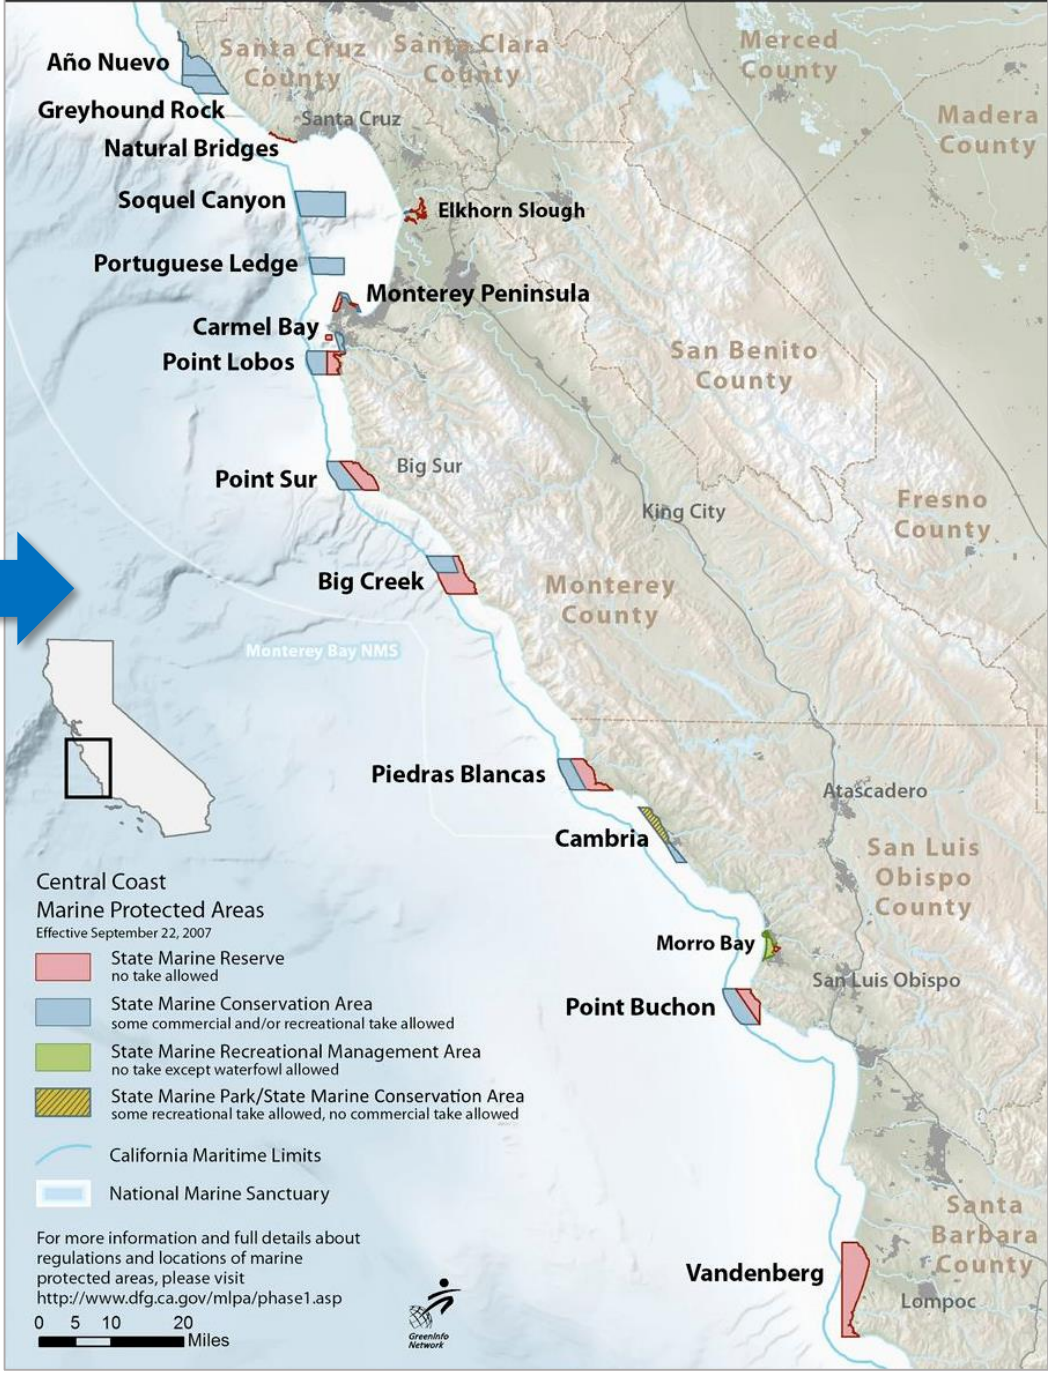 Santa Cruz
County
Santa Clara
County
Merced
County
Madera
County
Año Nuevo
Greyhound Rock
Santa Cruz
Natural Bridges
Soquel Canyon
Elkhorn Slough
Portuguese Ledge
Monterey Peninsula
Carmel Bay
Point Lobos
San Benito
County
Point Sur
Big Sur
King City
Fresno
County
Big Creek
Monterey
County
Monterey Bay NMS
Piedras Blancas
Atascadero
Cambria
San Luis
Obispo
County
Morro Bay
San Luis Obispo
Point Buchon
Santa
Barbara
County
Vandenberg
Lompoc
Central Coast
Marine Protected Areas
Effective September 22, 2007
State Marine Reserve
no take allowed
State Marine Conservation Area
some commercial and/or recreational take allowed
State Marine Recreational Management Area
no take except waterfowl allowed
State Marine Park/State Marine Conservation Area
some recreational take allowed, no commercial take allowed
California Maritime Limits
National Marine Sanctuary
For more information and full details about
regulations and locations of marine
protected areas, please visit
http://www.dfg.ca.gov/mlpa/phase1.asp
0 5 10 20
Miles
GreenInfo
Network